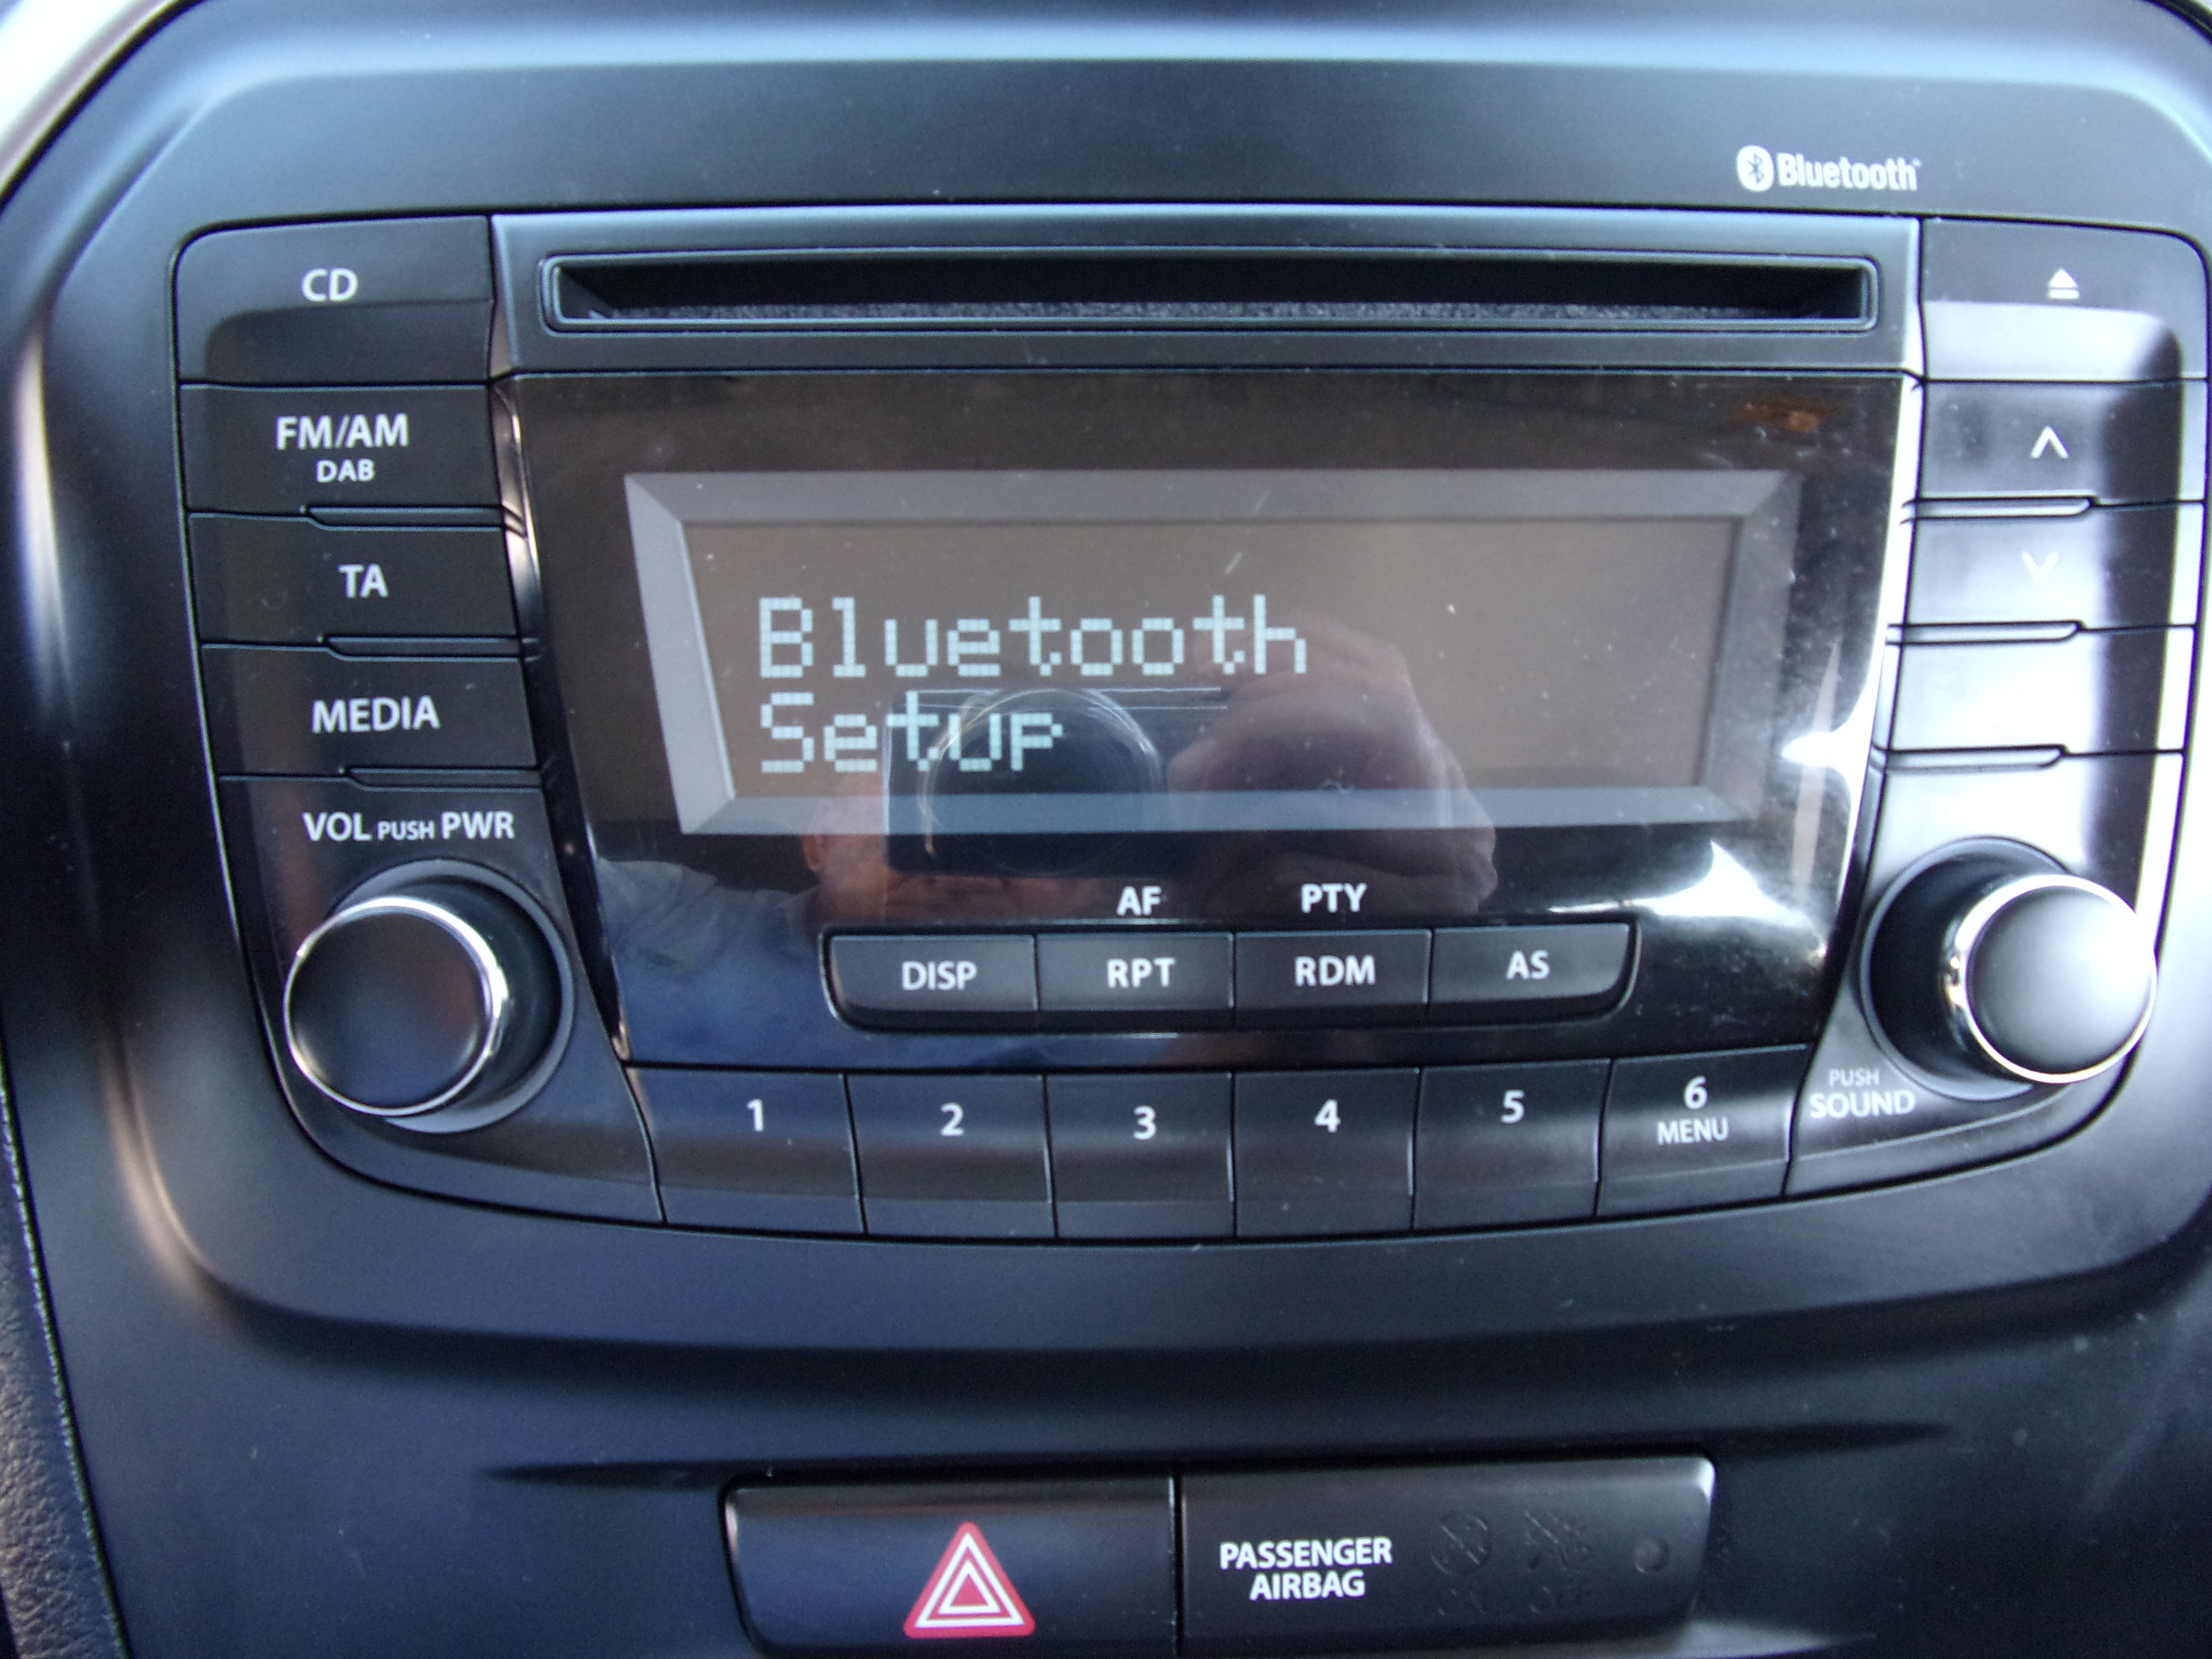 Bluetooth
CD
FM/AM
DAB
TA
MEDIA
VOL PUSH PWR
Bluetooth
Setup
AF PTY
DISP RPT RDM AS
1 2 3 4 5 6
MENU
PUSH
SOUND
PASSENGER
AIRBAG
OFF